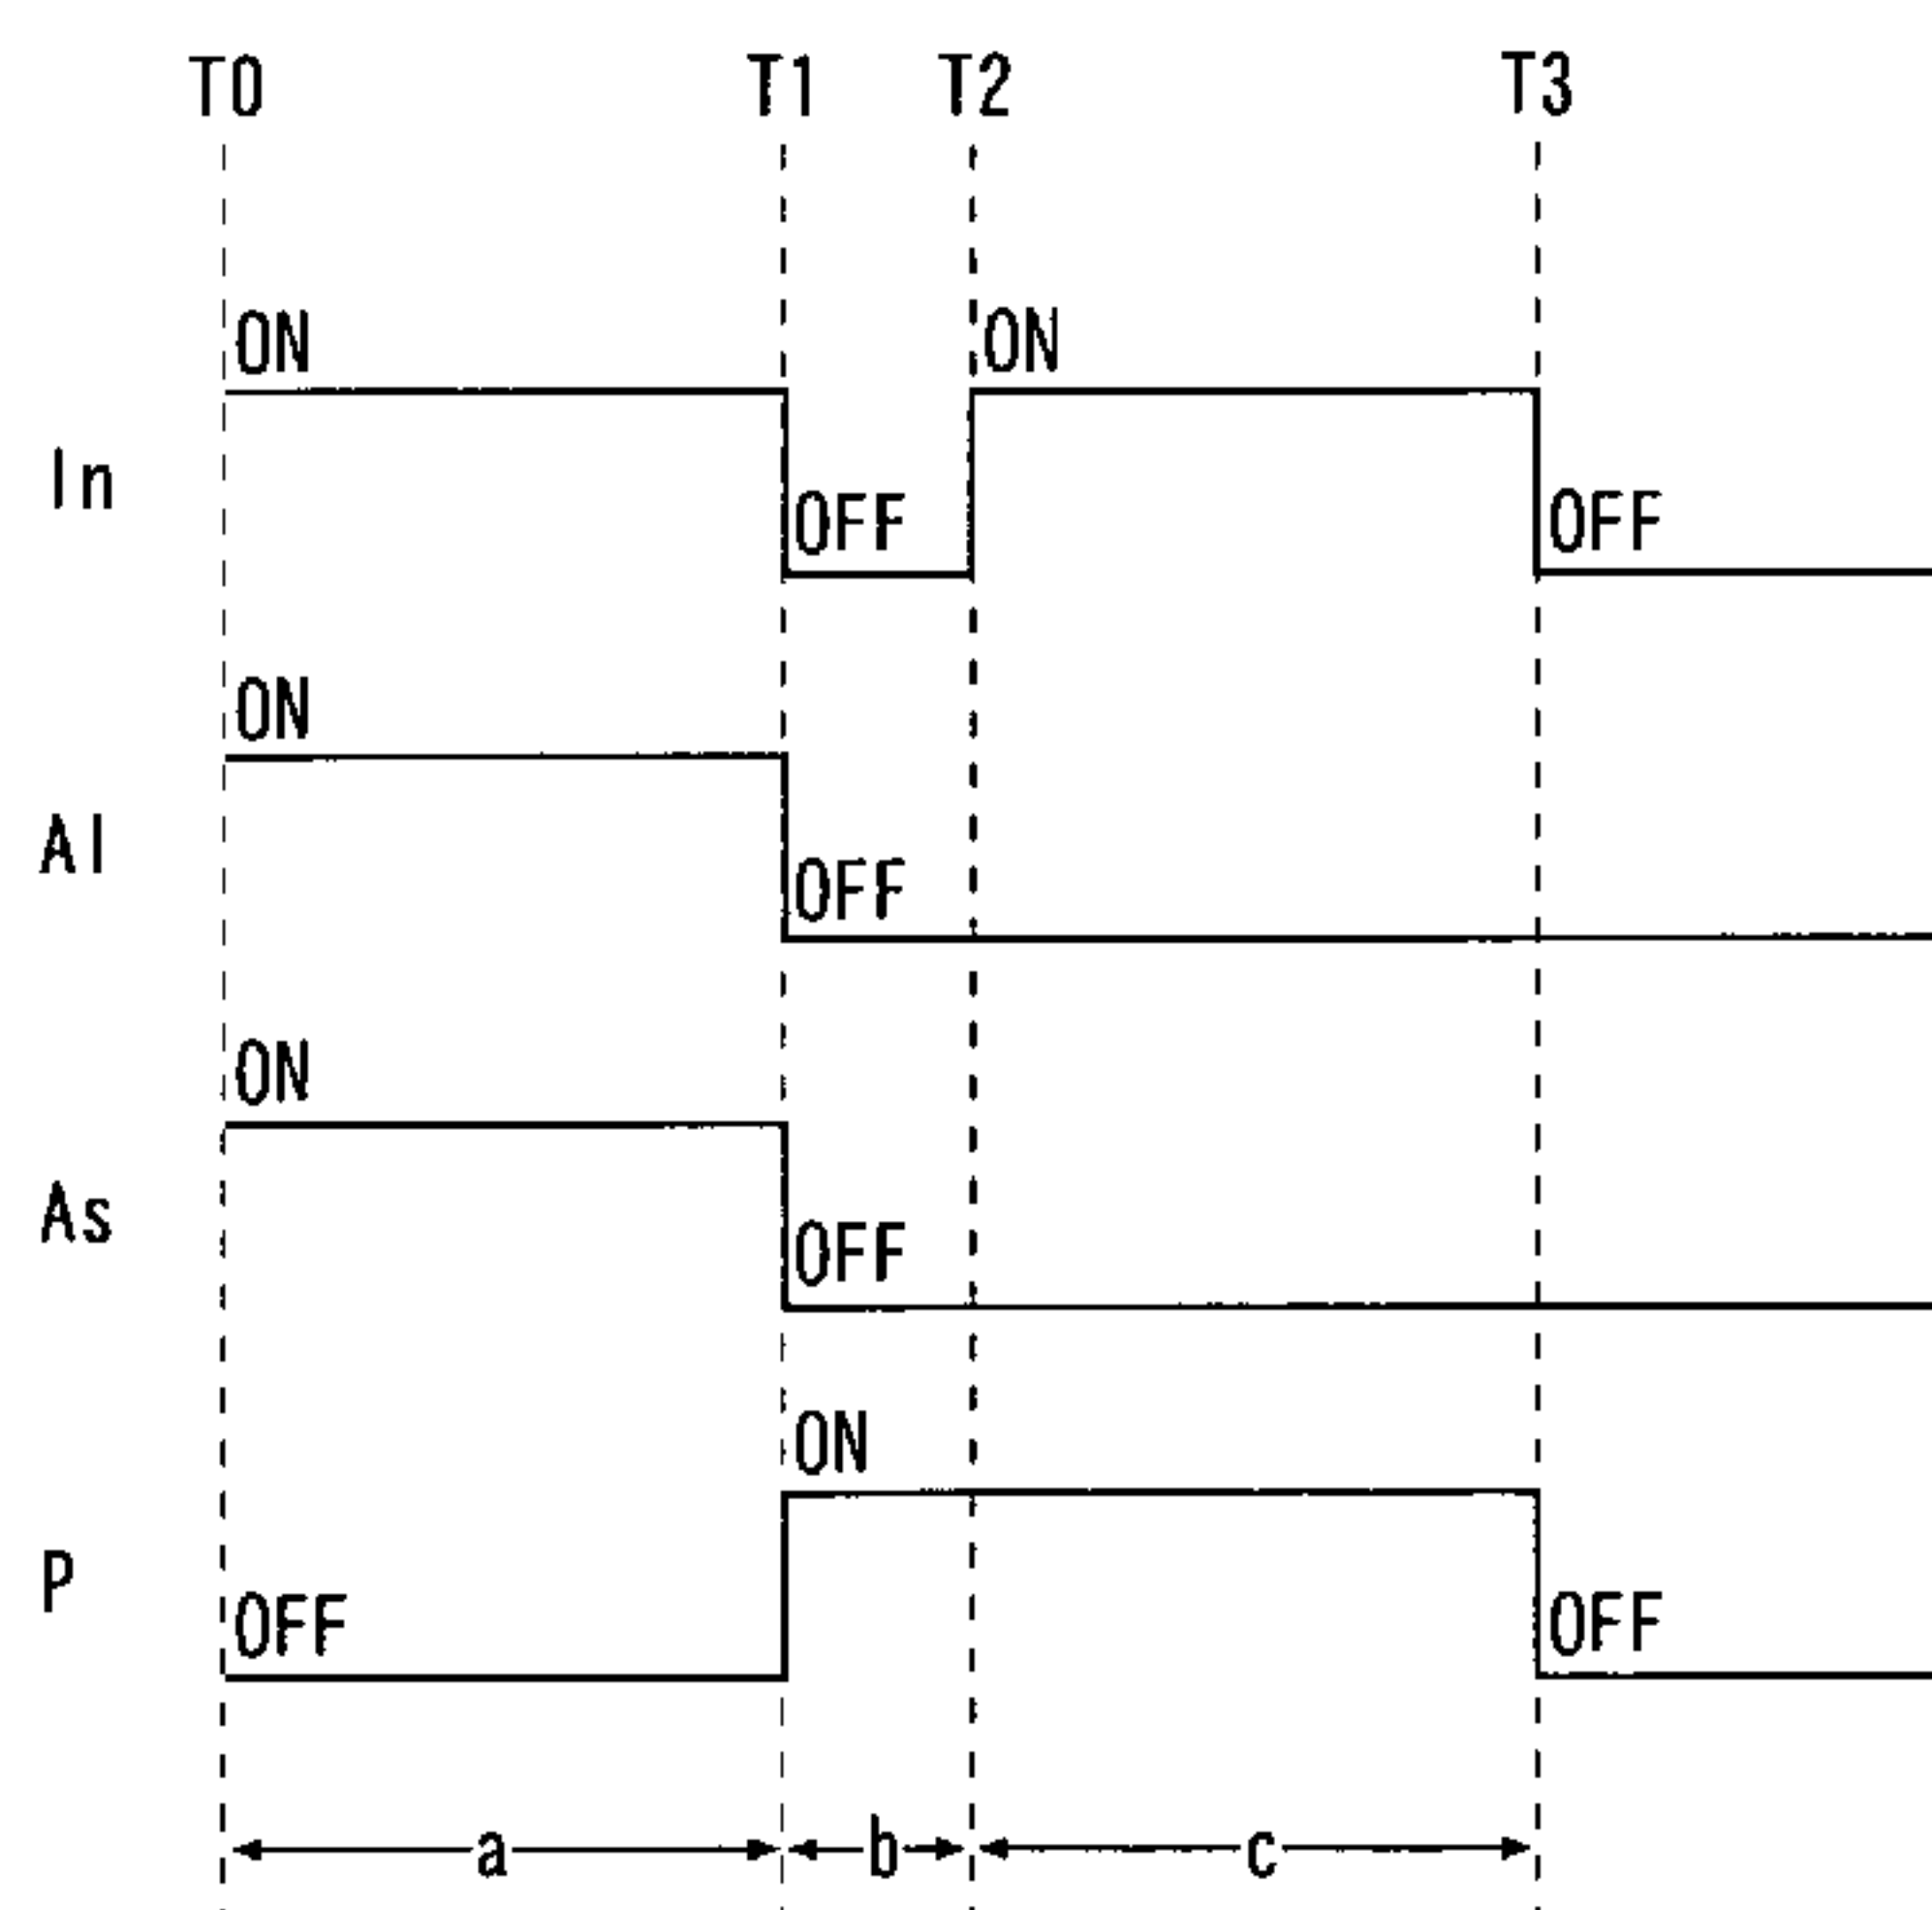 T0 T1 T2 T3
ON ON
In OFF OFF
ON
Al OFF
ON
As OFF
ON
P OFF OFF
a b c